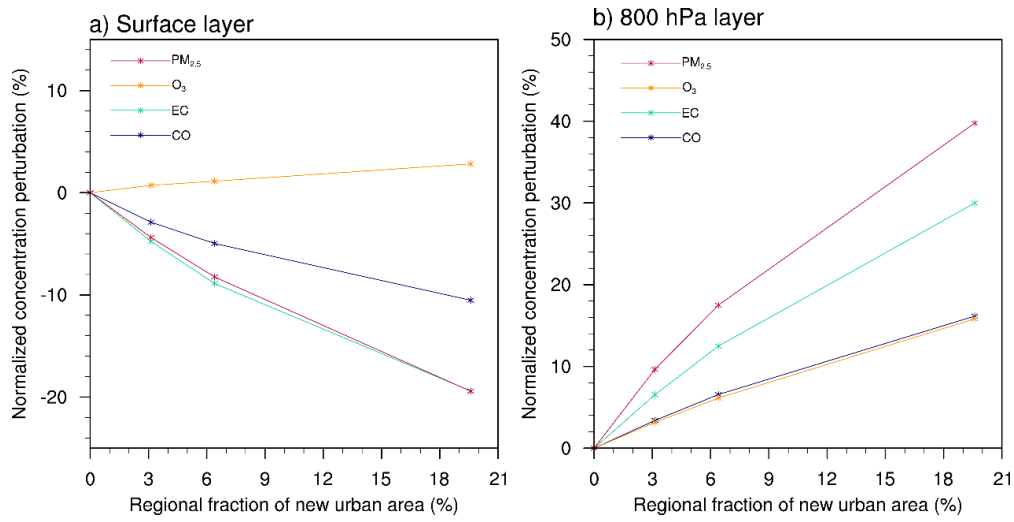 a) Surface layer
Normalized concentration perturbation (%)
10
0
-10
-20
PM2.5
O3
EC
CO
0 3 6 9 12 15 18 21
Regional fraction of new urban area (%)
b) 800 hPa layer
Normalized concentration perturbation (%)
50
40
30
20
10
0
PM2.5
O3
EC
CO
0 3 6 9 12 15 18 21
Regional fraction of new urban area (%)